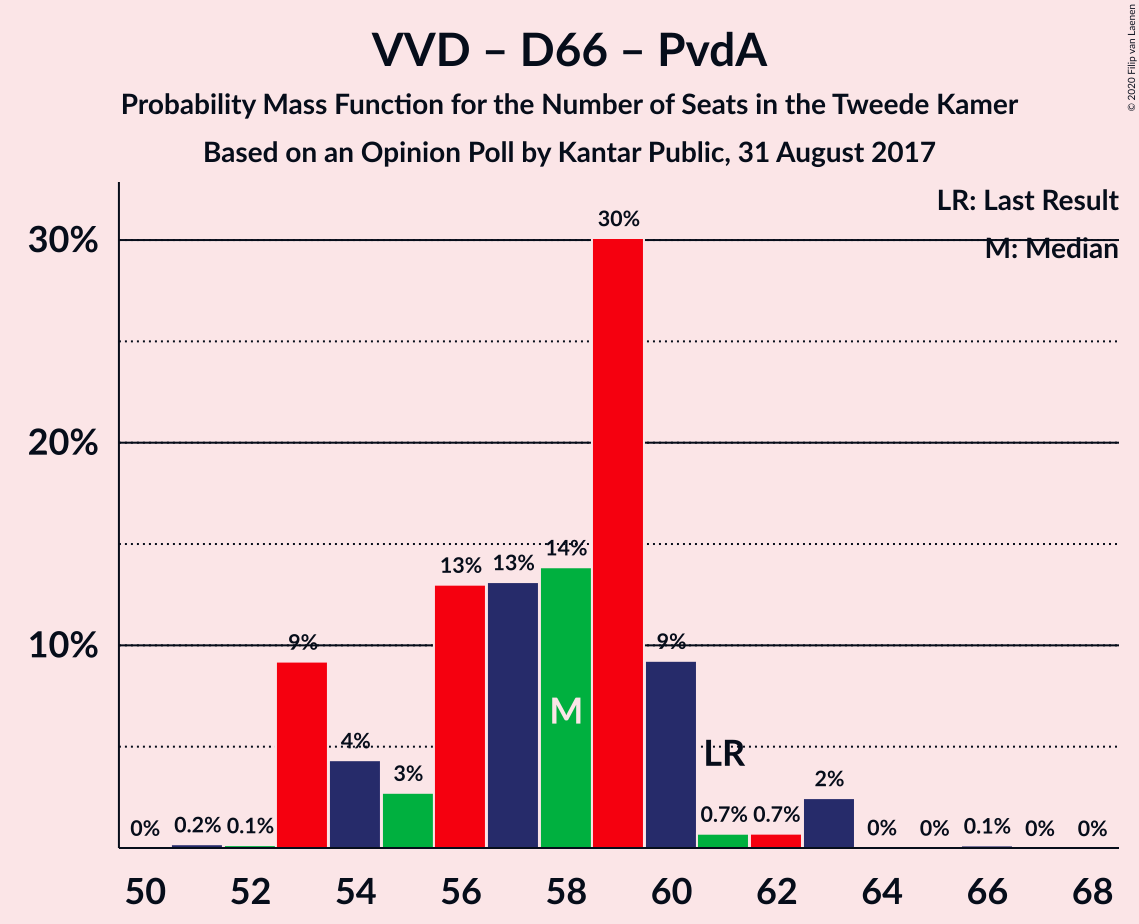 VVD – D66 – PvdA
Probability Mass Function for the Number of Seats in the Tweede Kamer
Based on an Opinion Poll by Kantar Public, 31 August 2017
© 2020 Filip van Laenen
LR: Last Result
M: Median
30%
20%
10%
0%
0.2%
0.1%
9%
4%
3%
13%
13%
14%
30%
9%
0.7%
0.7%
2%
0%
0%
0.1%
0%
0%
M
LR
50 52 54 56 58 60 62 64 66 68